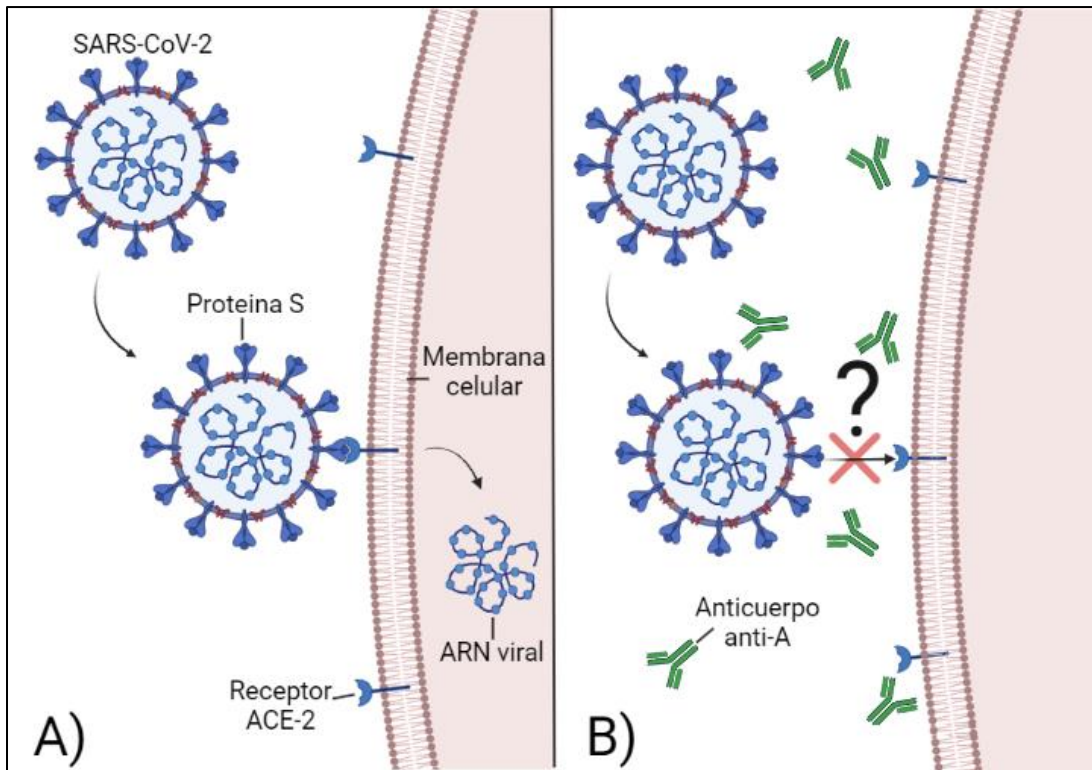 SARS-CoV-2
Proteina S
Membrana
celular
ARN viral
Receptor
ACE-2
A)
?
Anticuerpo
anti-A
B)